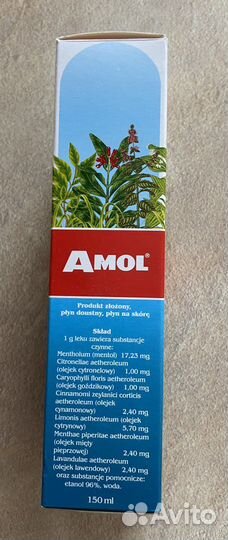 AMOL®
Produkt złożony,
płyn doustny, płyn na skórę
Skład
1 g leku zawiera substancje
czynne:
Mentholum (mentol) 17,23 mg
Citronellae aetheroleum
(olejek cytronelowy) 1,00 mg
Caryophylli floris aetheroleum
(olejek goździkowy) 1,00 mg
Cinnamomi zeylanici corticis
aetheroleum (olejek
cynamonowy) 2,40 mg
Limonis aetheroleum (olejek
cytrynowy) 5,70 mg
Menthae piperitae aetheroleum
(olejek mięty
pieprzowej) 2,40 mg
Lavandulae aetheroleum
(olejek lawendowy) 2,40 mg
oraz substancje pomocnicze:
etanol 96%, woda.
150 ml
Avito